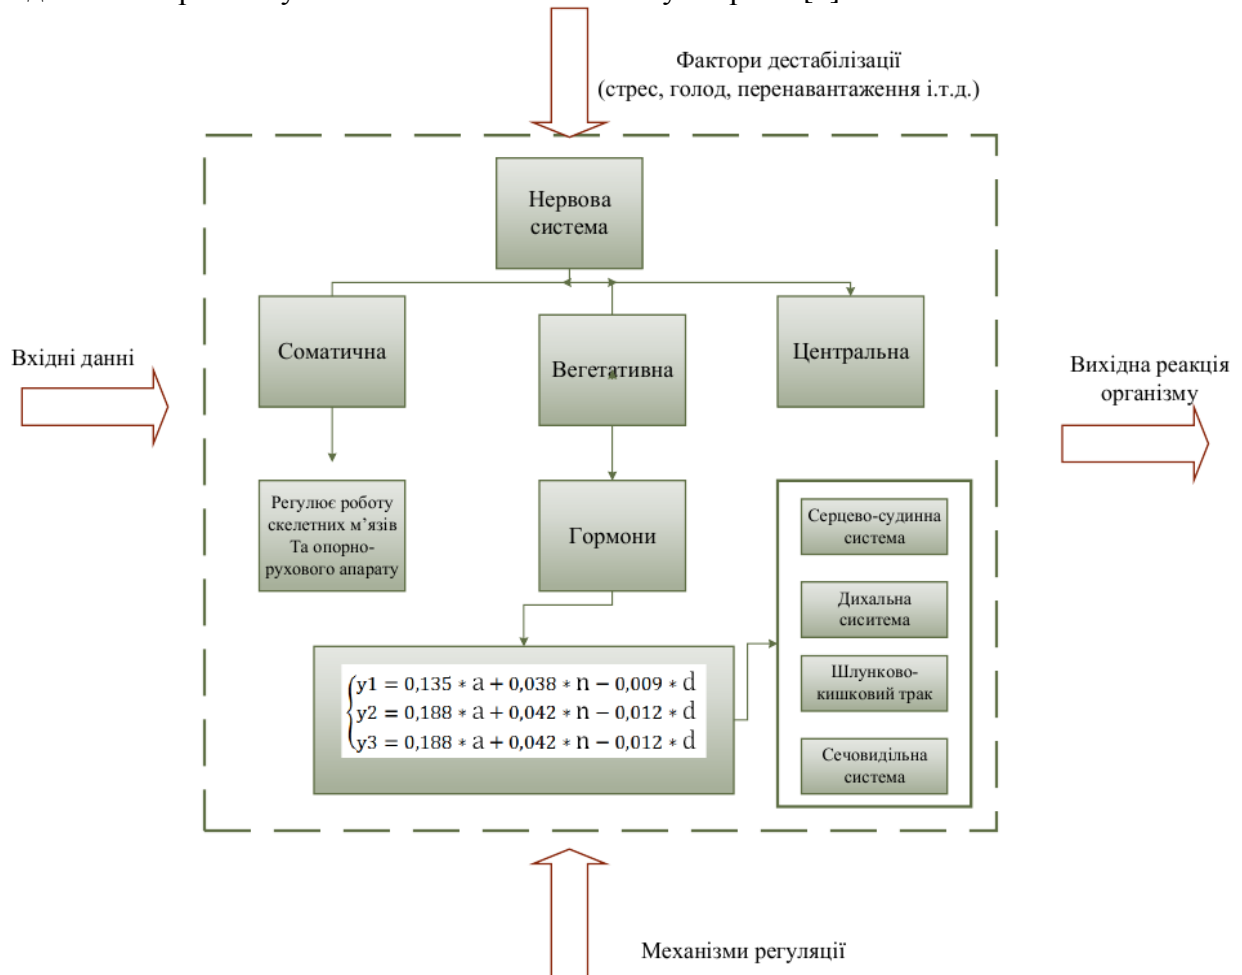 Фактори дестабілізації
(стрес, голод, перенавантаження і.т.д.)
Нервова
система
Соматична
Вегетативна
Центральна
Вхідні данні
Вихідна реакція
організму
Регулює роботу
скелетних м’язів
Та опорно-
рухового апарату
Гормони
Серцево-судинна
система
Дихальна
сиситема
Шлунково-
кишковий трак
Сечовидільна
система
y1 = 0,135 * a + 0,038 * n − 0,009 * d
y2 = 0,188 * a + 0,042 * n − 0,012 * d
y3 = 0,188 * a + 0,042 * n − 0,012 * d
Механізми регуляції